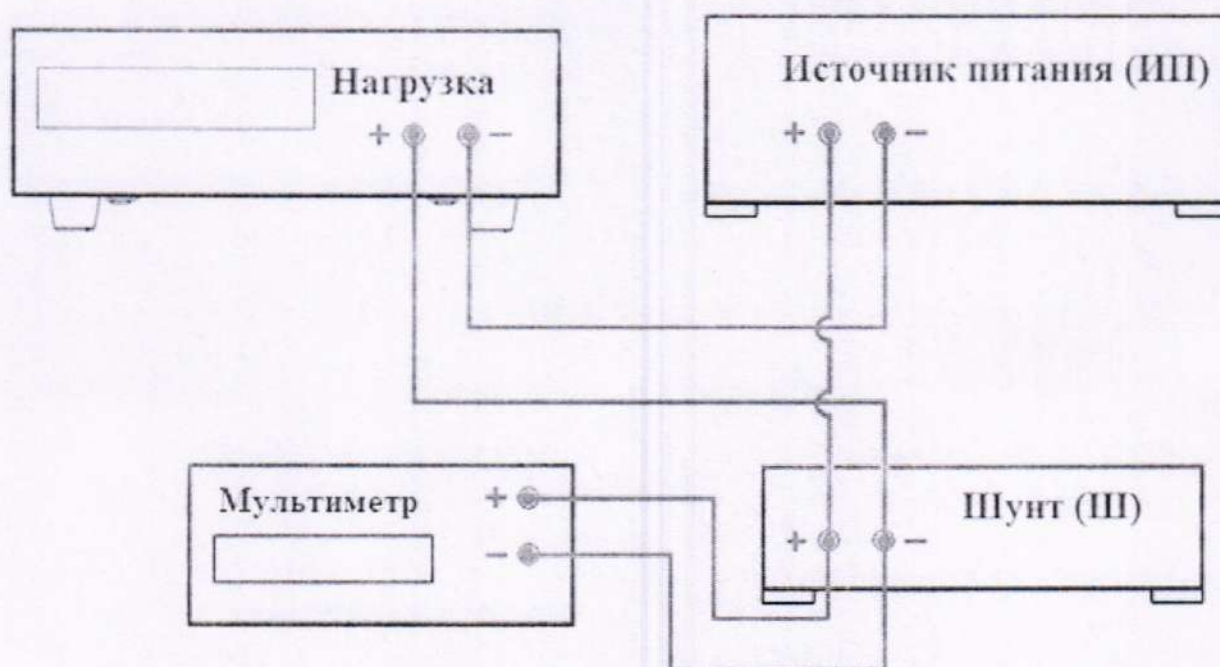 Нагрузка
+ −
Источник питания (ИП)
+ −
Мультиметр
+
−
Шунт (Ш)
+ −